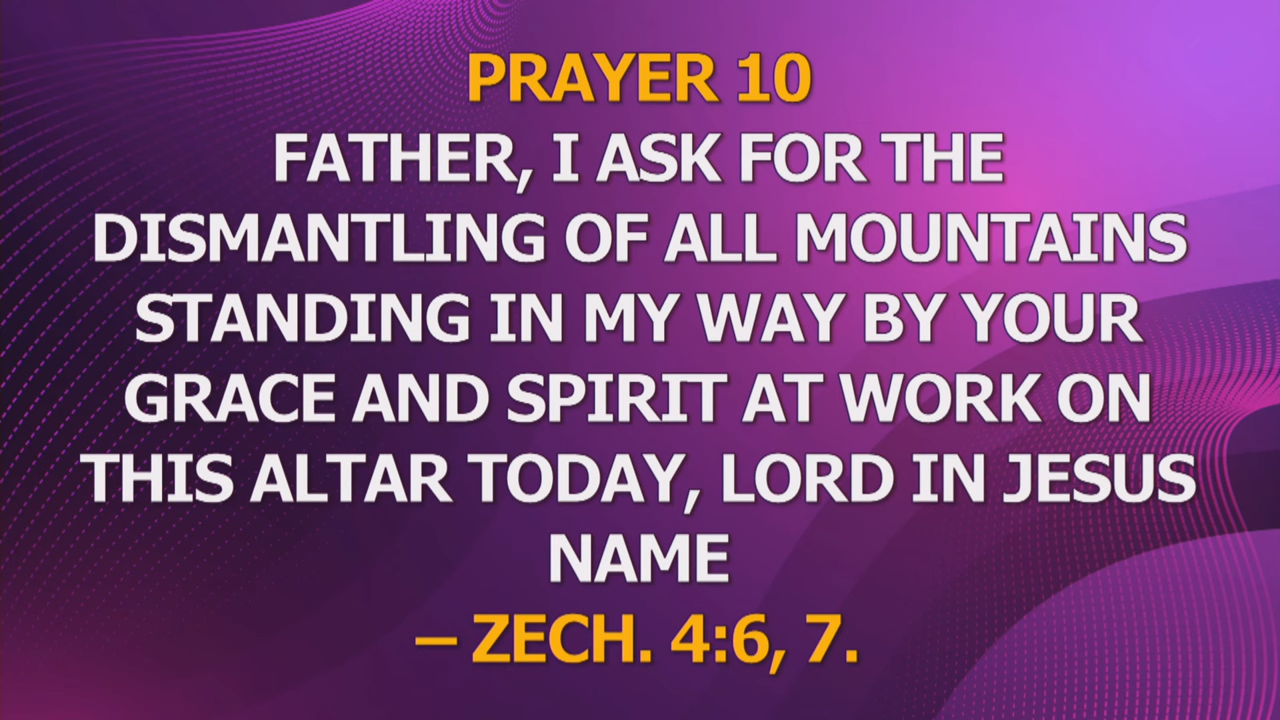 PRAYER 10
FATHER, I ASK FOR THE
DISMANTLING OF ALL MOUNTAINS
STANDING IN MY WAY BY YOUR
GRACE AND SPIRIT AT WORK ON
THIS ALTAR TODAY, LORD IN JESUS
NAME
– ZECH. 4:6, 7.